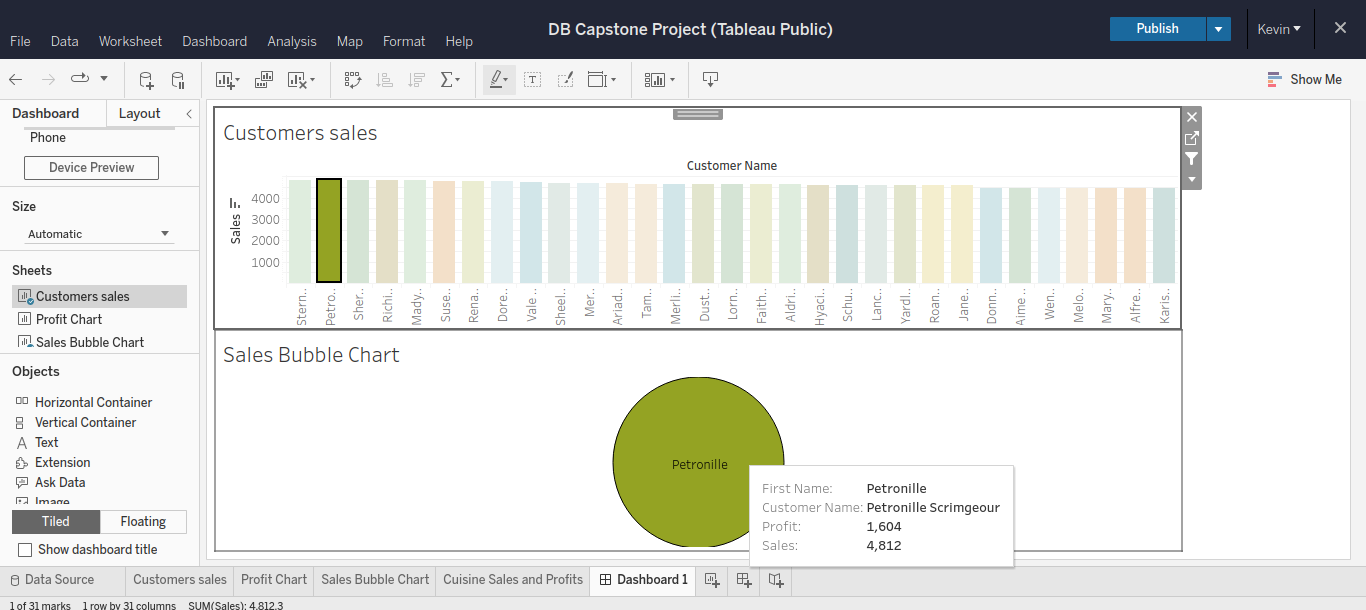 DB Capstone Project (Tableau Public)
Publish
Kevin
File Data Worksheet Dashboard Analysis Map Format Help
Show Me
Dashboard Layout
Phone
Device Preview
Size
Automatic
Sheets
Customers sales
Profit Chart
Sales Bubble Chart
Objects
Horizontal Container
Vertical Container
Text
Extension
Ask Data
Image
Tiled Floating
Show dashboard title
Customers sales
Customer Name
Sales
4000
3000
2000
1000
Stern..
Petro..
Sher..
Richi..
Mady..
Suse..
Rena..
Dore..
Vale ..
Sheel..
Mer..
Ariad..
Tam..
Merli..
Dust..
Lorn..
Faith..
Aldri..
Hyaci..
Schu..
Lanc..
Yardl..
Roan..
Jane..
Donn..
Aime ..
Wen..
Melo..
Mary..
Alfre..
Karis..
Sales Bubble Chart
Petronille
First Name: Petronille
Customer Name: Petronille Scrimgeour
Profit: 1,604
Sales: 4,812
Data Source Customers sales Profit Chart Sales Bubble Chart Cuisine Sales and Profits Dashboard 1
1 of 31 marks 1 row by 31 columns SUM(Sales): 4,812.3